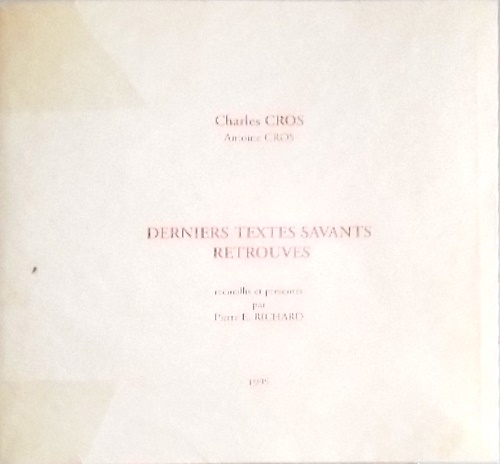 Charles CROS
Antoine CROS
DERNIERS TEXTES SAVANTS
RETROUVES
recueillis et présentés
par
Pierre E. RICHARD